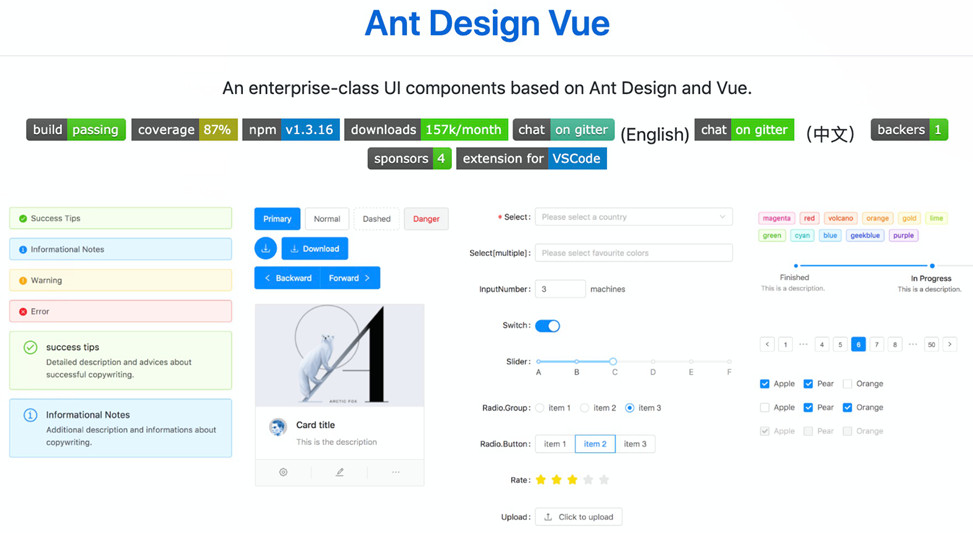 Ant Design Vue
An enterprise-class UI components based on Ant Design and Vue.
build passing coverage 87% npm v1.3.16 downloads 157k/month chat on gitter (English) chat on gitter （中文） backers 1
sponsors 4 extension for VSCode
Success Tips
Informational Notes
Warning
Error
success tips
Detailed description and advices about
successful copywriting.
Informational Notes
Additional description and informations about
copywriting.
Primary Normal Dashed Danger
Download
Backward Forward
ARCTIC FOX
Card title
This is the description
* Select: Please select a country
Select[multiple]: Please select favourite colors
InputNumber: 3 machines
Switch:
Slider:
A B C D E F
Radio.Group: item 1 item 2 item 3
Radio.Button: item 1 item 2 item 3
Rate:
Upload: Click to upload
magenta red volcano orange gold lime
green cyan blue geekblue purple
Finished In Progress
This is a description. This is a description.
< 1 ••• 4 5 6 7 8 ••• 50 >
Apple Pear Orange
Apple Pear Orange
Apple Pear Orange